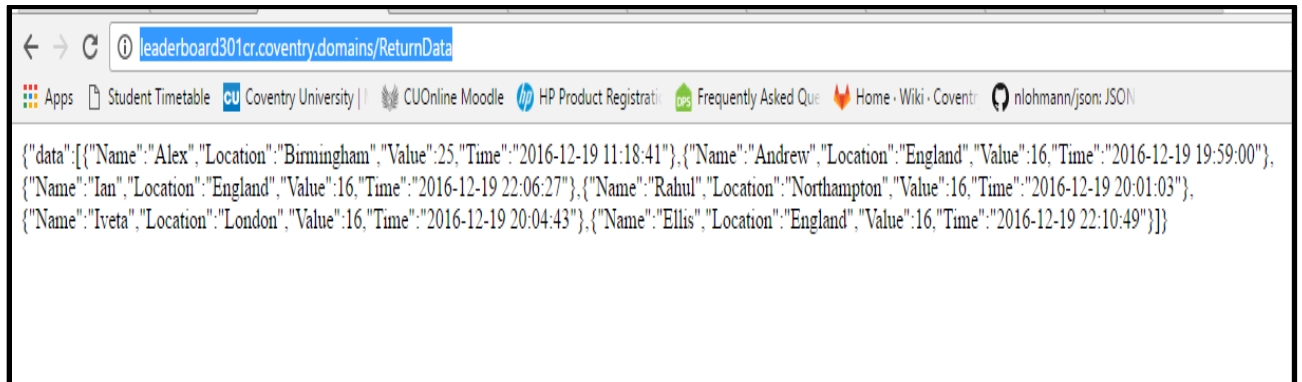 leaderboard301cr.coventry.domains/ReturnData
Apps Student Timetable CU Coventry University | CUOnline Moodle hp HP Product Registratio DPS Frequently Asked Que Home · Wiki · Coventr nlohmann/json: JSON
{"data":[{"Name":"Alex","Location":"Birmingham","Value":25,"Time":"2016-12-19 11:18:41"},{"Name":"Andrew","Location":"England","Value":16,"Time":"2016-12-19 19:59:00"},
{"Name":"Ian","Location":"England","Value":16,"Time":"2016-12-19 22:06:27"},{"Name":"Rahul","Location":"Northampton","Value":16,"Time":"2016-12-19 20:01:03"},
{"Name":"Iveta","Location":"London","Value":16,"Time":"2016-12-19 20:04:43"},{"Name":"Ellis","Location":"England","Value":16,"Time":"2016-12-19 22:10:49"}]}